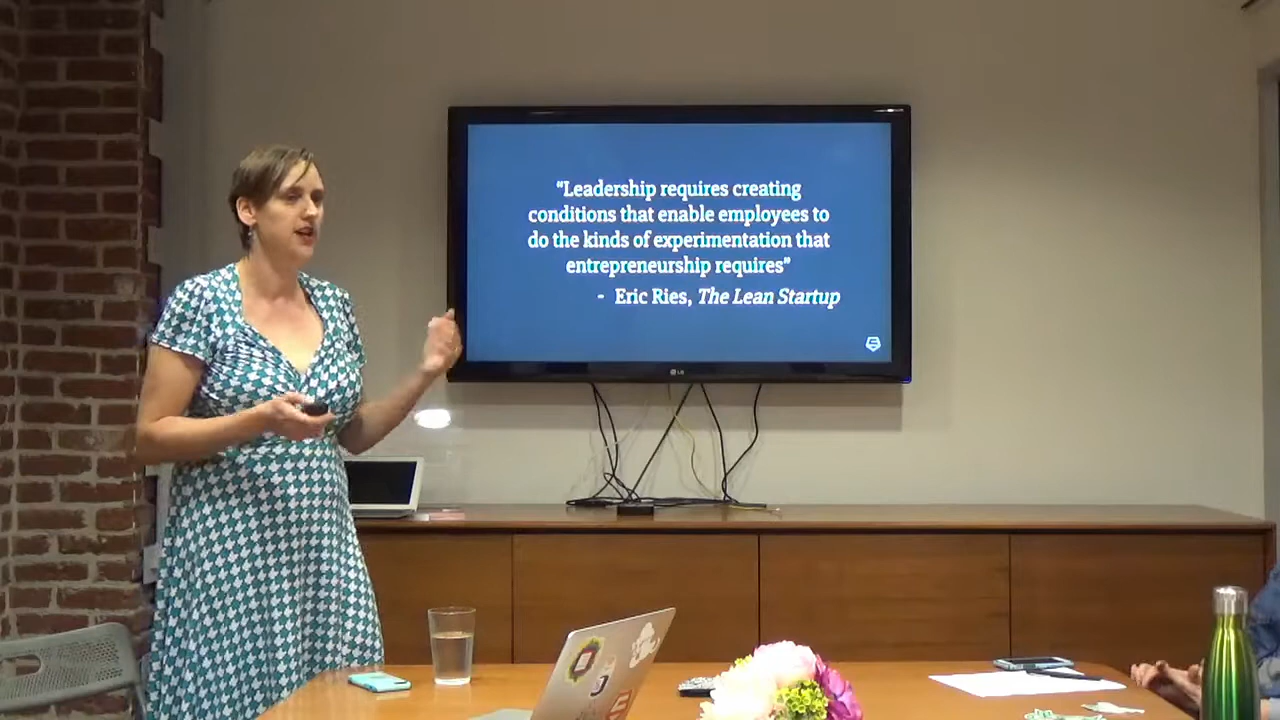 “Leadership requires creating
conditions that enable employees to
do the kinds of experimentation that
entrepreneurship requires”
- Eric Ries, The Lean Startup
LG